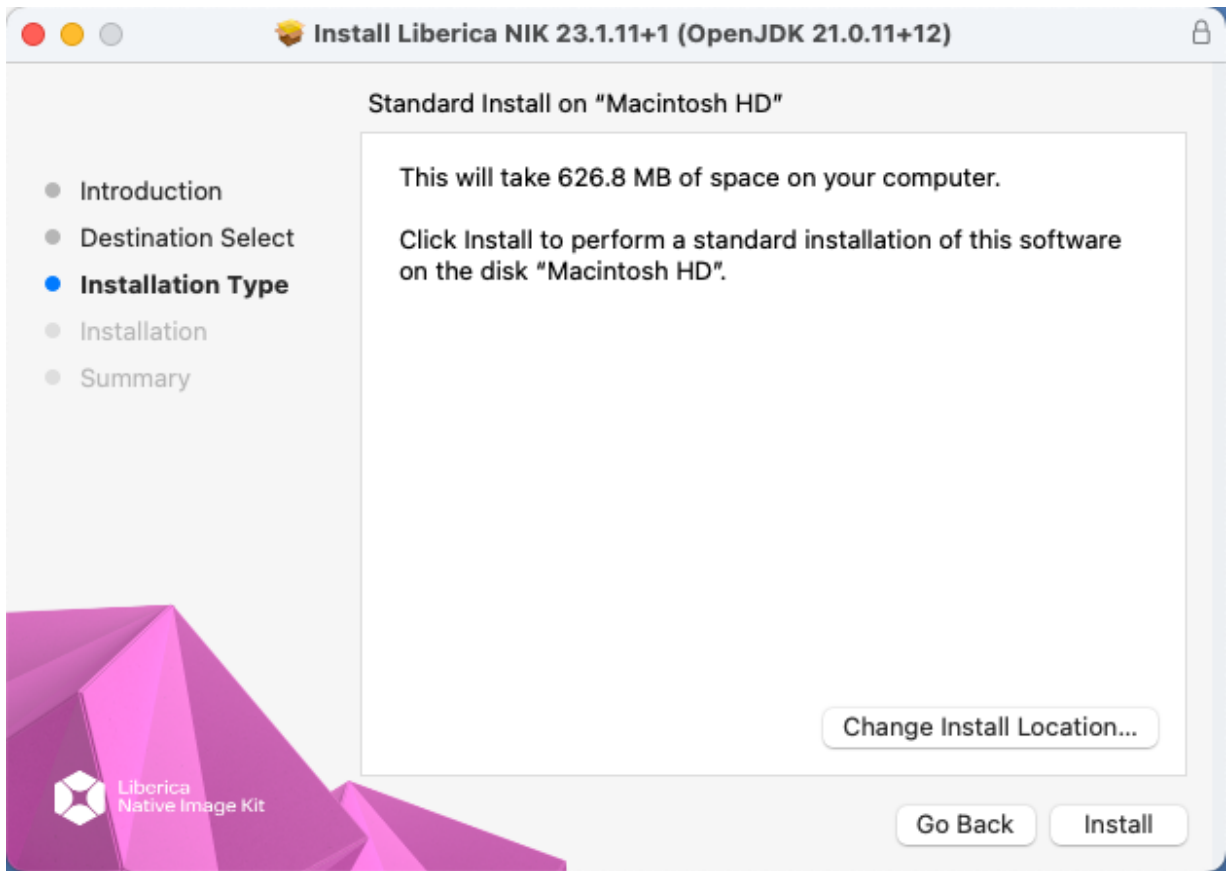 Install Liberica NIK 23.1.11+1 (OpenJDK 21.0.11+12)
Standard Install on “Macintosh HD”
Introduction
Destination Select
Installation Type
Installation
Summary
This will take 626.8 MB of space on your computer.
Click Install to perform a standard installation of this software
on the disk “Macintosh HD”.
Change Install Location...
Liberica
Native Image Kit
Go Back
Install